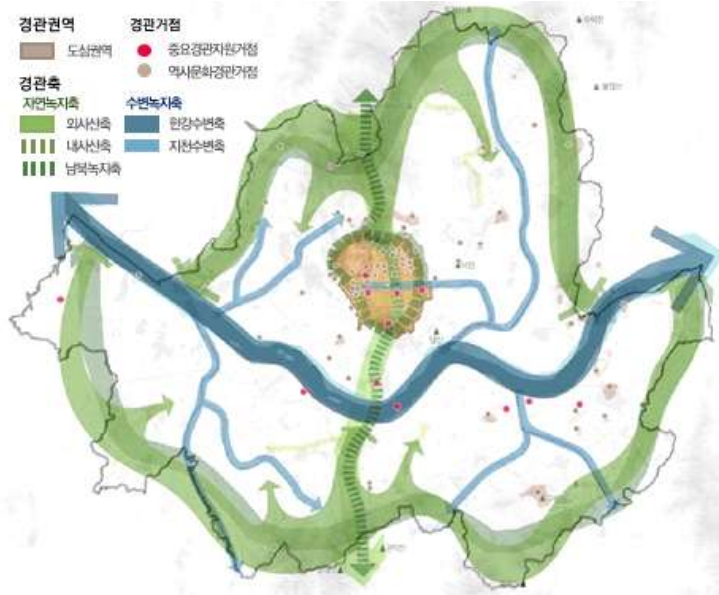 경관권역
도심권역
경관거점
중요경관자원거점
역사문화경관거점
경관축
자연녹지축
외사산축
내사산축
남북녹지축
수변녹지축
한강수변축
지천수변축